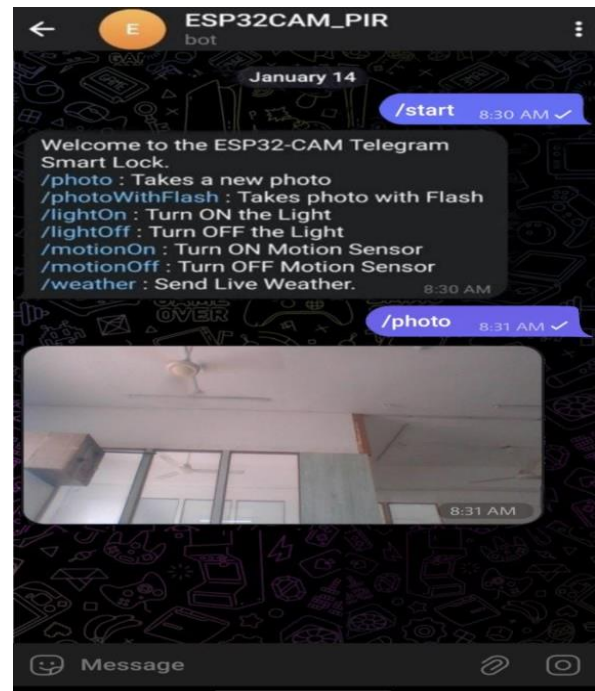 E
ESP32CAM_PIR
bot
January 14
/start 8:30 AM
Welcome to the ESP32-CAM Telegram
Smart Lock.
/photo : Takes a new photo
/photoWithFlash : Takes photo with Flash
/lightOn : Turn ON the Light
/lightOff : Turn OFF the Light
/motionOn : Turn ON Motion Sensor
/motionOff : Turn OFF Motion Sensor
/weather : Send Live Weather.
8:30 AM
GAME
OVER
/photo 8:31 AM
8:31 AM
Message